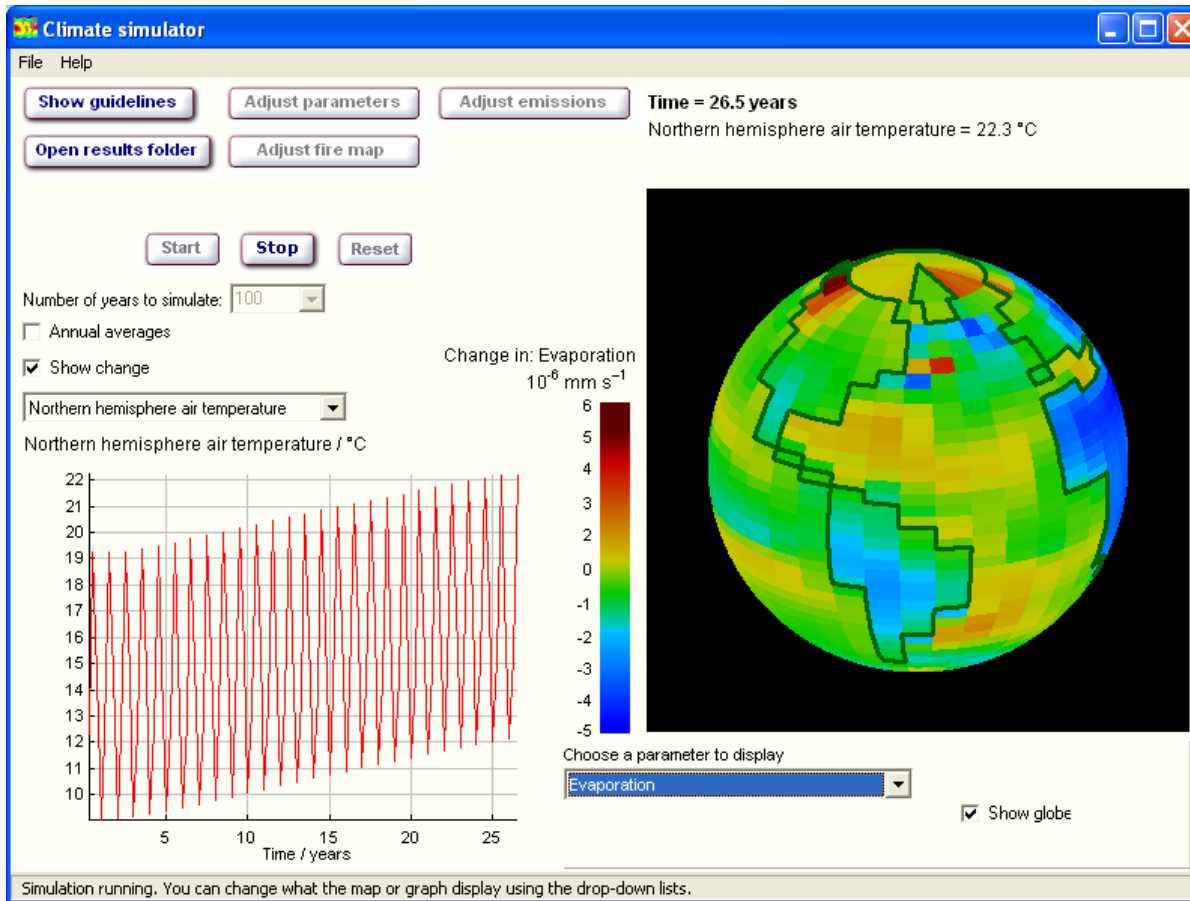 Climate simulator
File Help
Show guidelines
Adjust parameters
Adjust emissions
Open results folder
Adjust fire map
Time = 26.5 years
Northern hemisphere air temperature = 22.3 °C
Start
Stop
Reset
Number of years to simulate: 100
Annual averages
Show change
Northern hemisphere air temperature
Northern hemisphere air temperature / °C
22
21
20
19
18
17
16
15
14
13
12
11
10
5 10 15 20 25
Time / years
Change in: Evaporation
10⁻⁶ mm s⁻¹
6
5
4
3
2
0
-1
-2
-3
-4
-5
Choose a parameter to display
Evaporation
Show globe
Simulation running. You can change what the map or graph display using the drop-down lists.